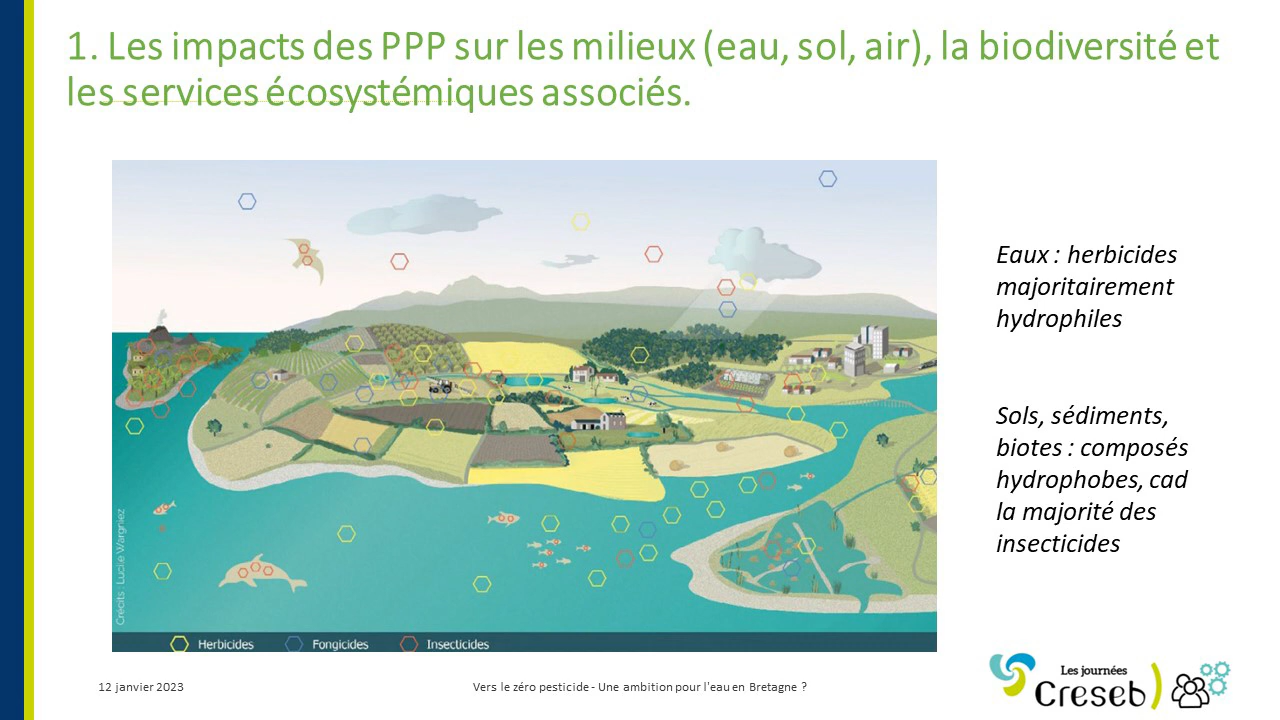 1. Les impacts des PPP sur les milieux (eau, sol, air), la biodiversité et
les services écosystémiques associés.
Eaux : herbicides
majoritairement
hydrophiles
Sols, sédiments,
biotes : composés
hydrophobes, cad
la majorité des
insecticides
Crécits : Lucile Wargniez
Herbicides
Fongicides
Insecticides
12 janvier 2023
Vers le zéro pesticide - Une ambition pour l'eau en Bretagne ?
Les journées
Creseb